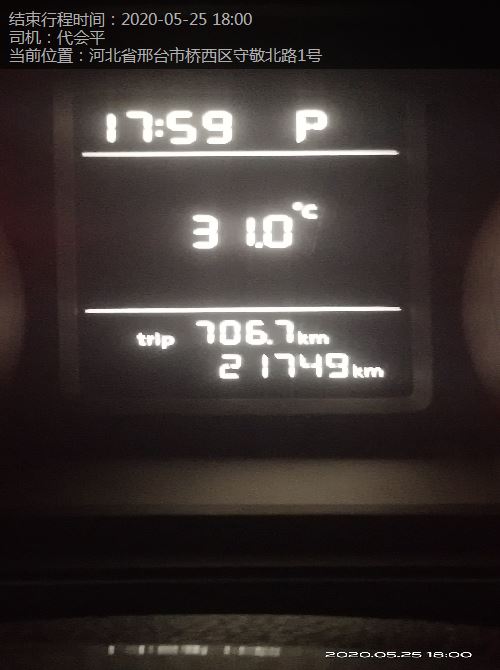 结束行程时间：2020-05-25 18:00
司机：代会平
当前位置：河北省邢台市桥西区守敬北路1号
17:59 P
31.0°C
trip 706.7km
21749km
2020.05.25 18:00